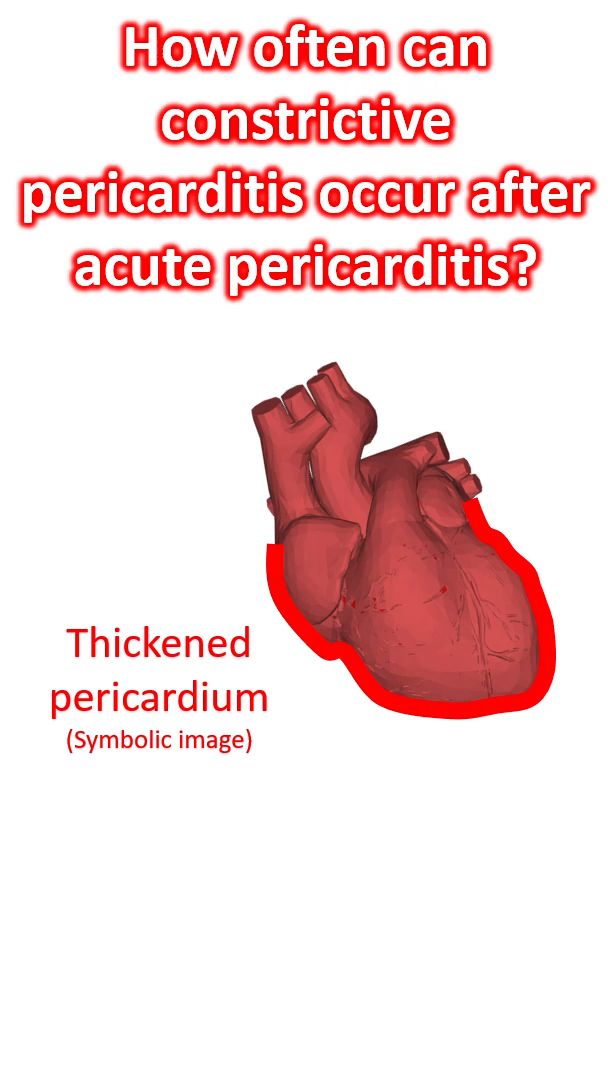 How often can
constrictive
pericarditis occur after
acute pericarditis?
Thickened
pericardium
(Symbolic image)